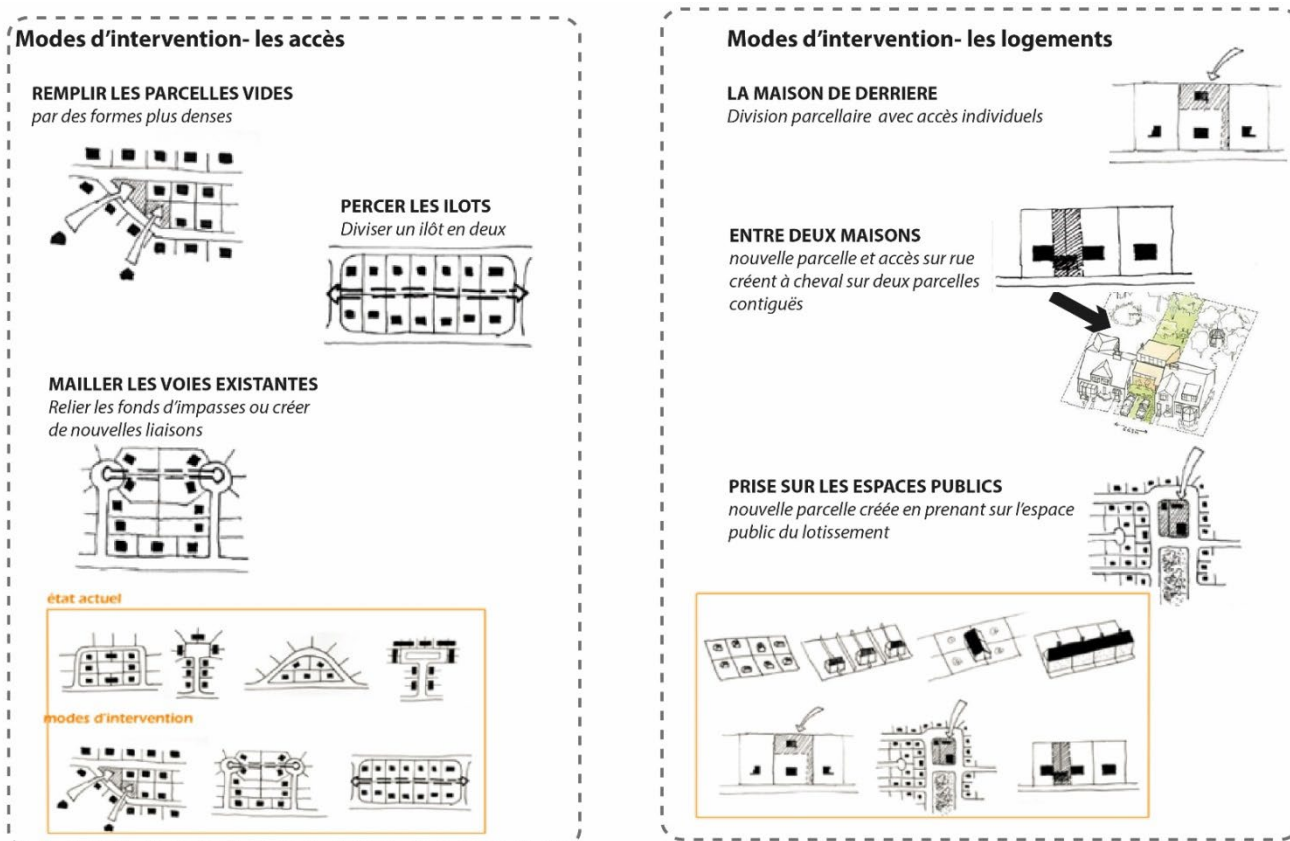 Modes d'intervention- les accès
REMPLIR LES PARCELLES VIDES
par des formes plus denses
PERCER LES ILOTS
Diviser un ilôt en deux
MAILLER LES VOIES EXISTANTES
Relier les fonds d'impasses ou créer
de nouvelles liaisons
état actuel
modes d'intervention
Modes d'intervention- les logements
LA MAISON DE DERRIERE
Division parcellaire avec accès individuels
ENTRE DEUX MAISONS
nouvelle parcelle et accès sur rue
créent à cheval sur deux parcelles
contiguës
PRISE SUR LES ESPACES PUBLICS
nouvelle parcelle créée en prenant sur l'espace
public du lotissement